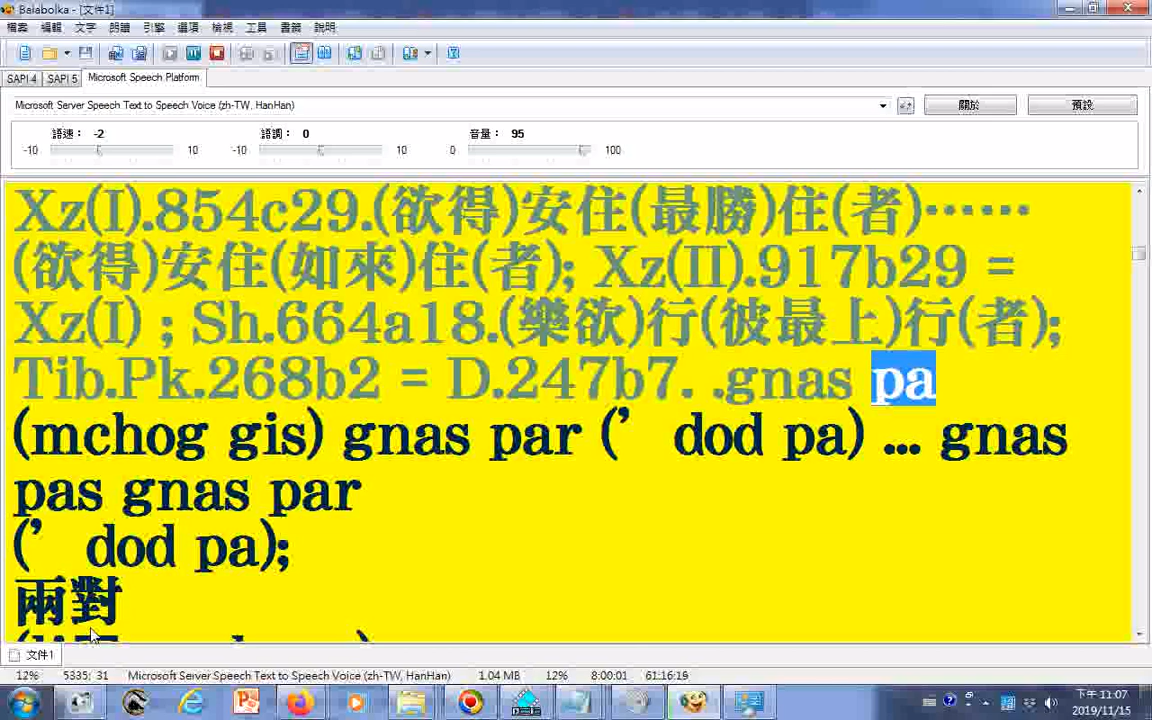 Balabolka - [文件1]
檔案 編輯 文字 朗讀 引擎 選項 檢視 工具 書籤 說明
SAPI 4 SAPI 5 Microsoft Speech Platform
Microsoft Server Speech Text to Speech Voice (zh-TW, HanHan) 關於 預設
語速： -2 語調： 0 音量： 95
-10 10 -10 10 0 100
Xz(I).854c29.(欲得)安住(最勝)住(者)……
(欲得)安住(如來)住(者); Xz(II).917b29 =
Xz(I) ; Sh.664a18.(樂欲)行(彼最上)行(者);
Tib.Pk.268b2 = D.247b7. .gnas pa
(mchog gis) gnas par (’dod pa) ... gnas
pas gnas par
(’dod pa);
兩對
文件1
12% 5335: 31 Microsoft Server Speech Text to Speech Voice (zh-TW, HanHan) 1.04 MB 12% 8:00:01 61:16:19
下午 11:07
2019/11/15